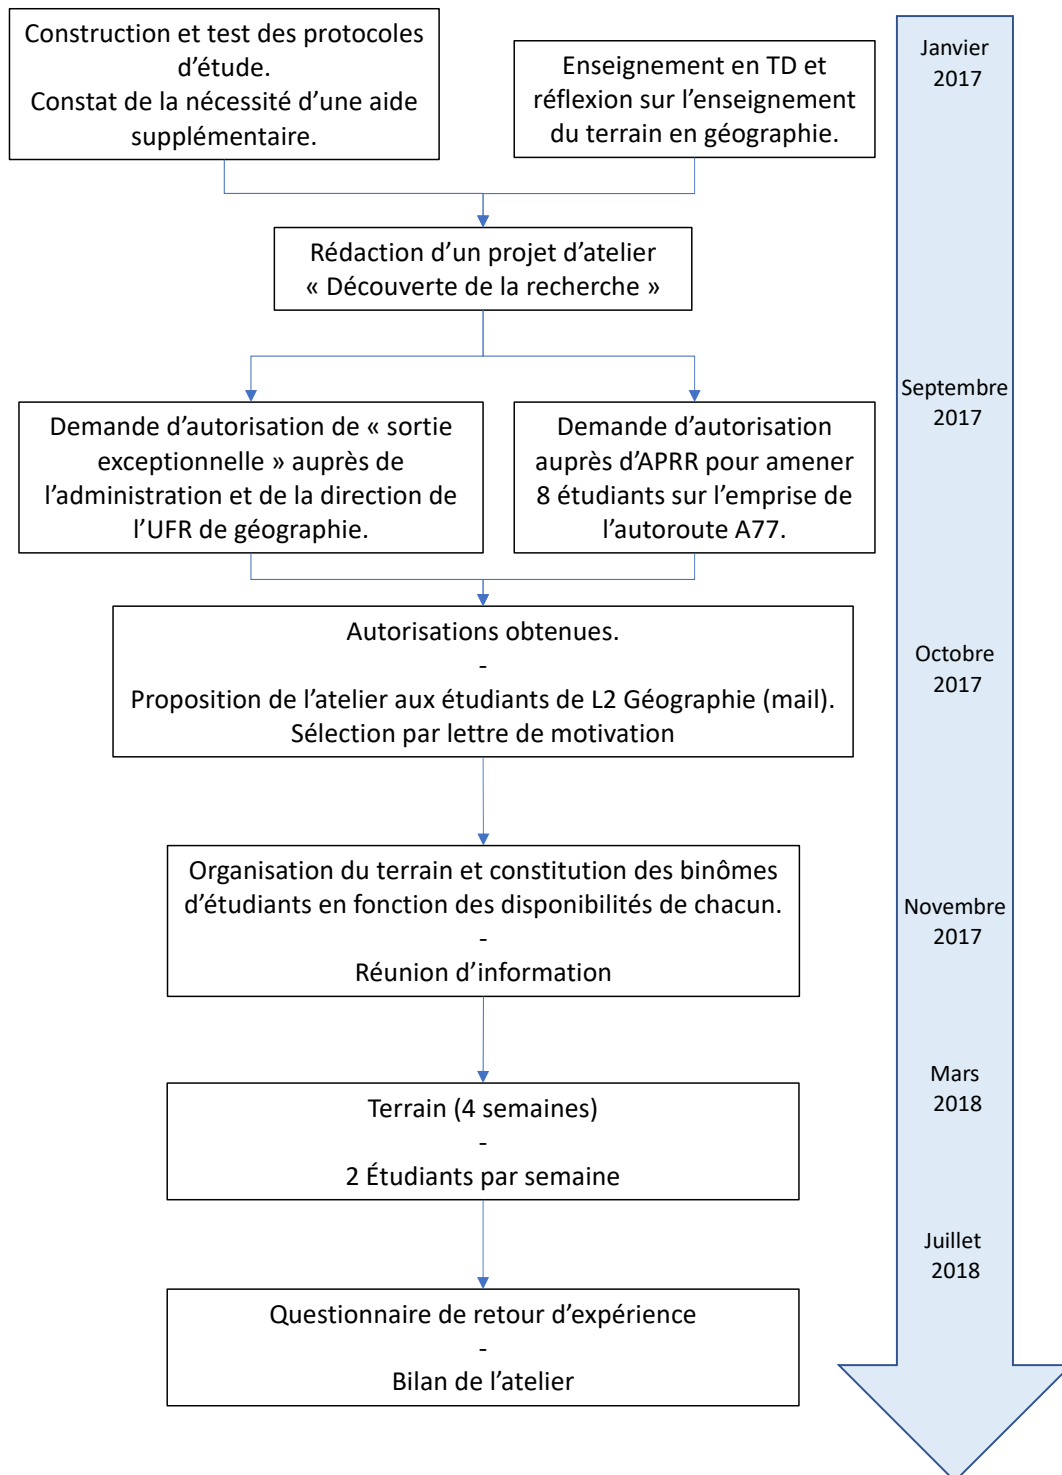 Construction et test des protocoles
d’étude.
Constat de la nécessité d’une aide
supplémentaire.
Enseignement en TD et
réflexion sur l’enseignement
du terrain en géographie.
Janvier
2017
Rédaction d’un projet d’atelier
« Découverte de la recherche »
Septembre
2017
Demande d’autorisation de « sortie
exceptionnelle » auprès de
l’administration et de la direction de
l’UFR de géographie.
Demande d’autorisation
auprès d’APRR pour amener
8 étudiants sur l’emprise de
l’autoroute A77.
Autorisations obtenues.
-
Proposition de l’atelier aux étudiants de L2 Géographie (mail).
Sélection par lettre de motivation
Octobre
2017
Organisation du terrain et constitution des binômes
d’étudiants en fonction des disponibilités de chacun.
-
Réunion d’information
Novembre
2017
Terrain (4 semaines)
-
2 Étudiants par semaine
Mars
2018
Juillet
2018
Questionnaire de retour d’expérience
-
Bilan de l’atelier